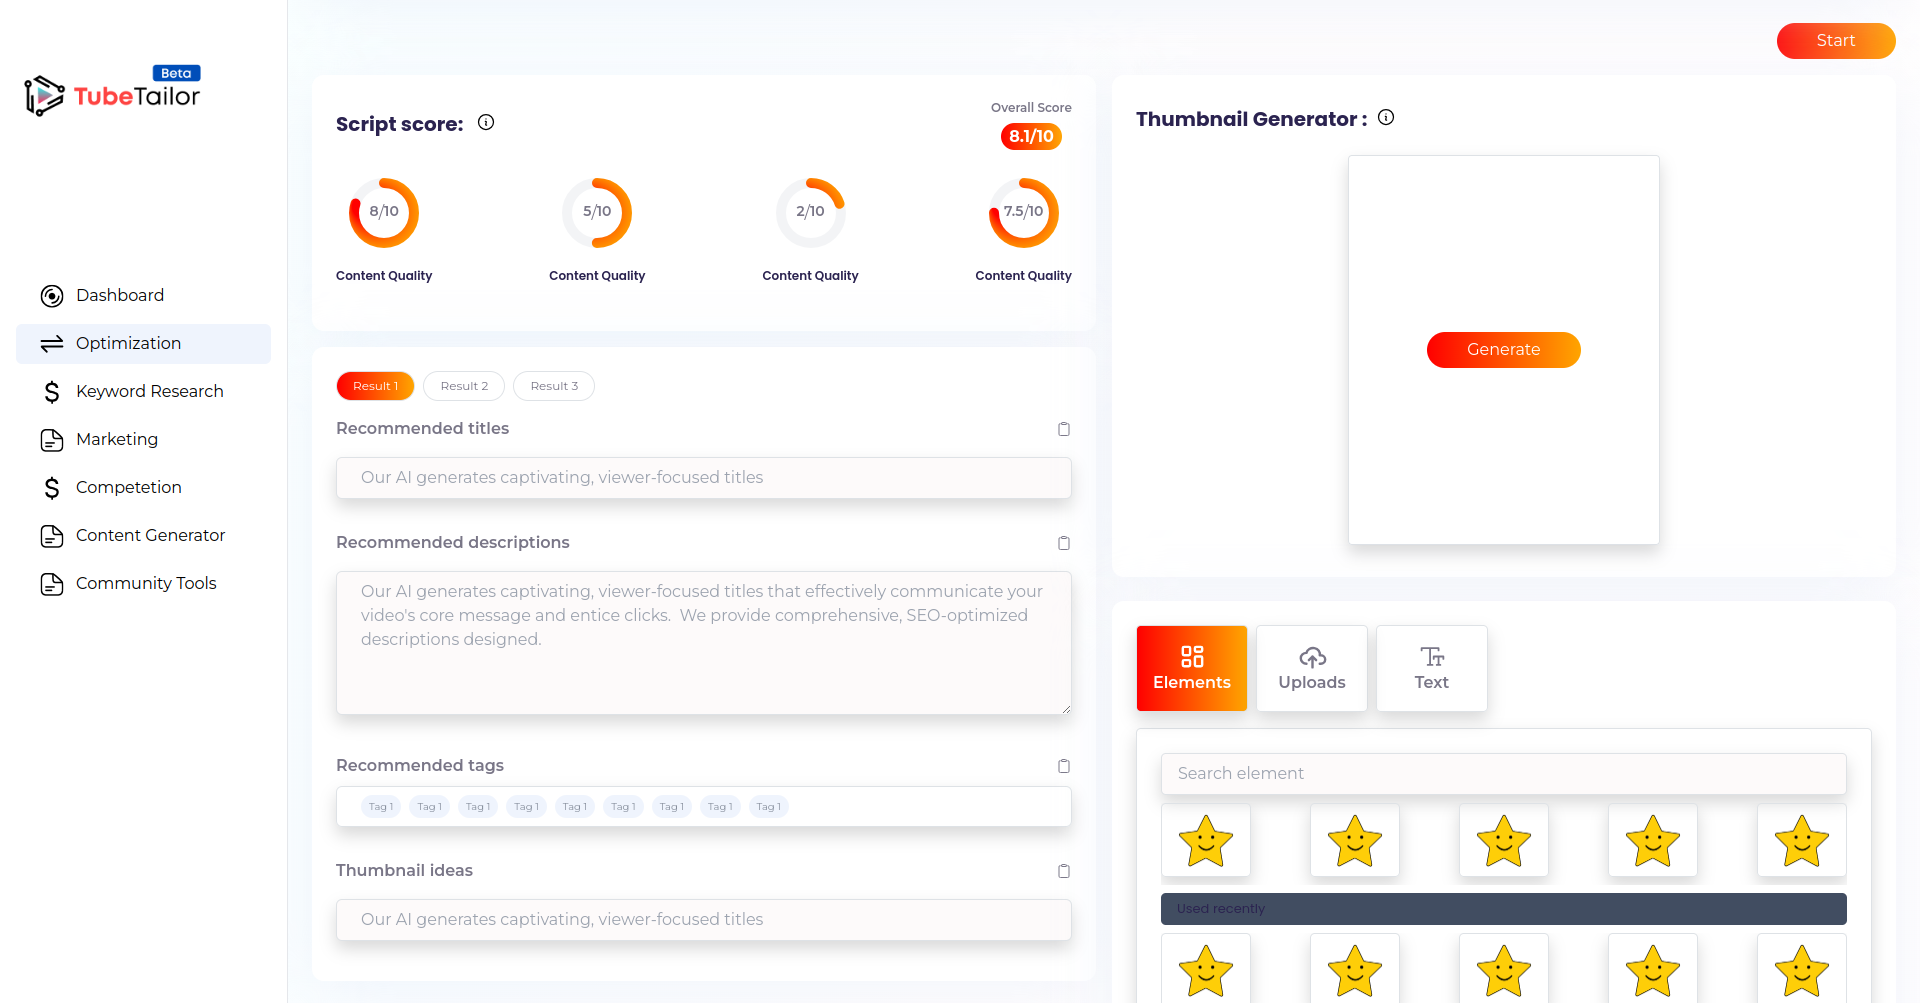 Beta
TubeTailor
Dashboard
Optimization
Keyword Research
Marketing
Competetion
Content Generator
Community Tools
Start
Script score:
Overall Score
8.1/10
8/10
5/10
2/10
7.5/10
Content Quality
Content Quality
Content Quality
Content Quality
Result 1
Result 2
Result 3
Recommended titles
Our AI generates captivating, viewer-focused titles
Recommended descriptions
Our AI generates captivating, viewer-focused titles that effectively communicate your
video's core message and entice clicks.  We provide comprehensive, SEO-optimized
descriptions designed.
Recommended tags
Tag 1 Tag 1 Tag 1 Tag 1 Tag 1 Tag 1 Tag 1 Tag 1 Tag 1
Thumbnail ideas
Our AI generates captivating, viewer-focused titles
Thumbnail Generator :
Generate
Elements
Uploads
Text
Search element
Used recently